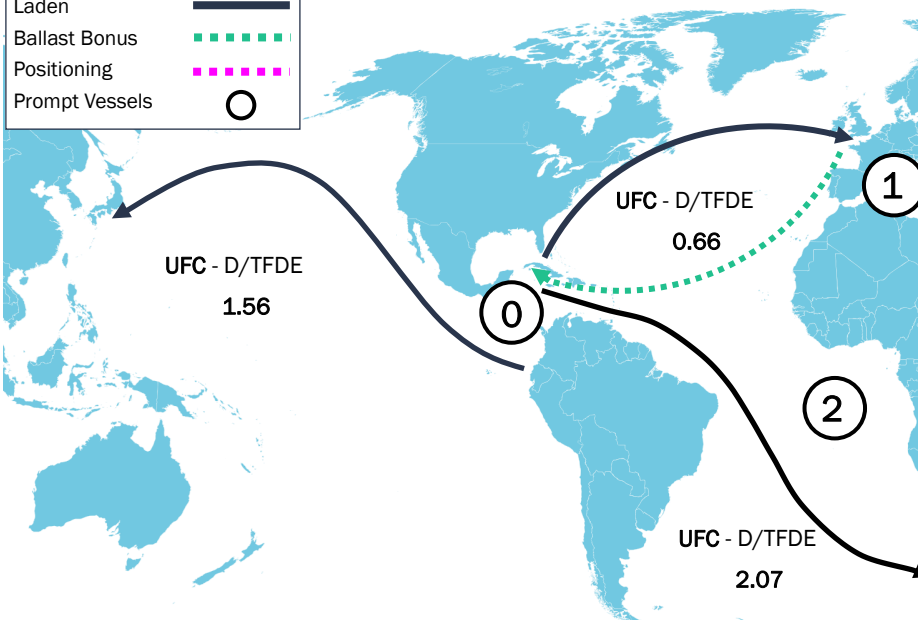 Laden
Ballast Bonus
Positioning
Prompt Vessels
1
UFC - D/TFDE
0.66
UFC - D/TFDE
1.56
0
2
UFC - D/TFDE
2.07